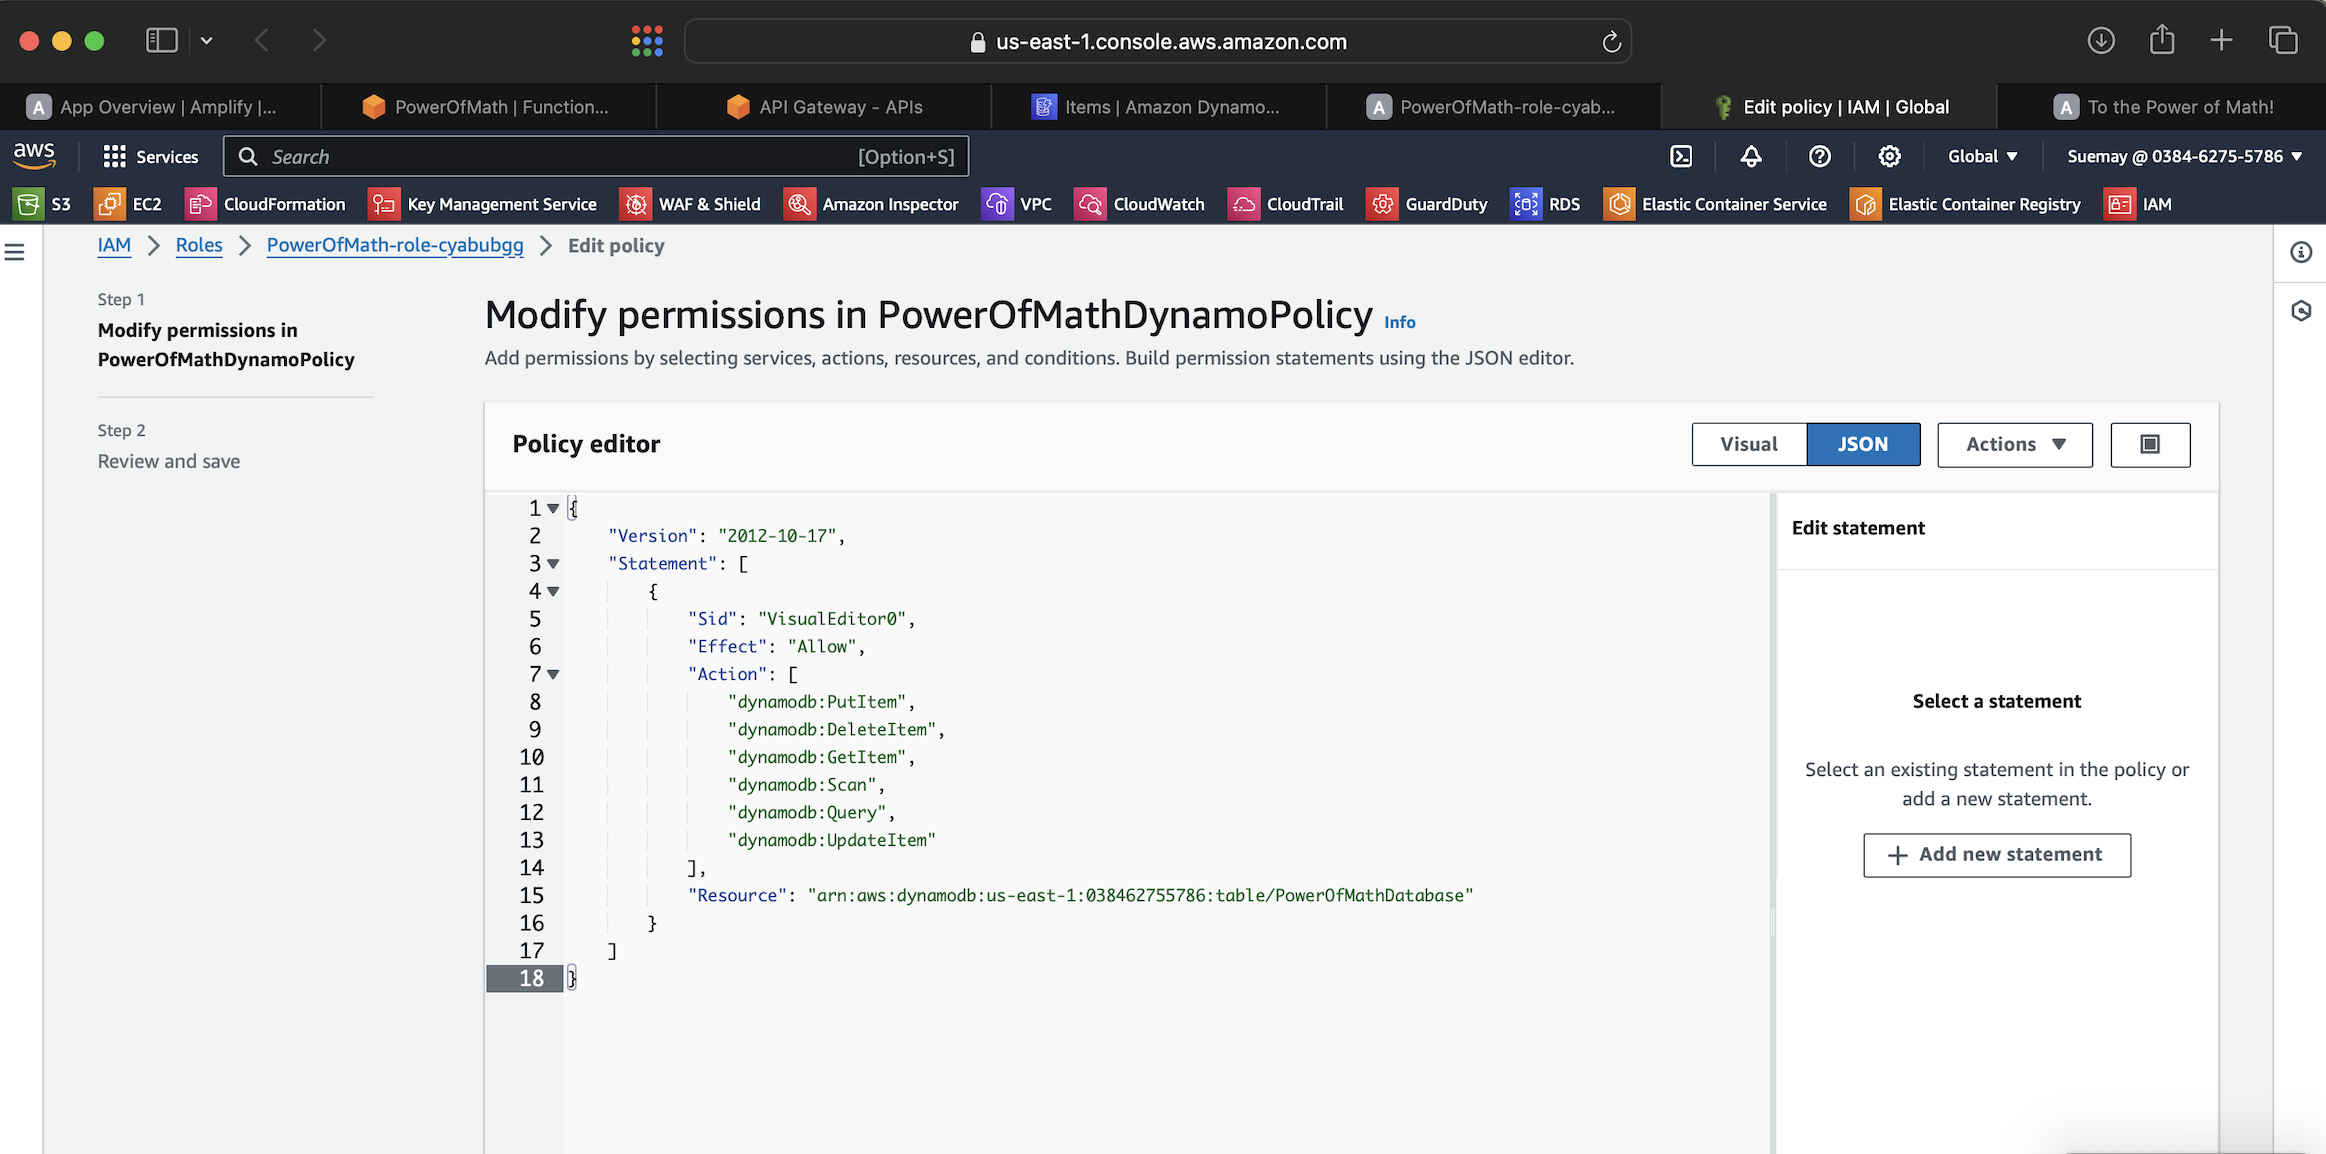 us-east-1.console.aws.amazon.com
A App Overview | Amplify |...
PowerOfMath | Function...
API Gateway - APIs
Items | Amazon Dynamo...
A PowerOfMath-role-cyab...
Edit policy | IAM | Global
A To the Power of Math!
aws
Services
Search
[Option+S]
Global
Suemay @ 0384-6275-5786
S3
EC2
CloudFormation
Key Management Service
WAF & Shield
Amazon Inspector
VPC
CloudWatch
CloudTrail
GuardDuty
RDS
Elastic Container Service
Elastic Container Registry
IAM
IAM > Roles > PowerOfMath-role-cyabubgg > Edit policy
Step 1
Modify permissions in
PowerOfMathDynamoPolicy
Step 2
Review and save
Modify permissions in PowerOfMathDynamoPolicy Info
Add permissions by selecting services, actions, resources, and conditions. Build permission statements using the JSON editor.
Policy editor
Visual
JSON
Actions
1 {
2 "Version": "2012-10-17",
3 "Statement": [
4 {
5 "Sid": "VisualEditor0",
6 "Effect": "Allow",
7 "Action": [
8 "dynamodb:PutItem",
9 "dynamodb:DeleteItem",
10 "dynamodb:GetItem",
11 "dynamodb:Scan",
12 "dynamodb:Query",
13 "dynamodb:UpdateItem"
14 ],
15 "Resource": "arn:aws:dynamodb:us-east-1:038462755786:table/PowerOfMathDatabase"
16 }
17 ]
18 }
Edit statement
Select a statement
Select an existing statement in the policy or
add a new statement.
+ Add new statement